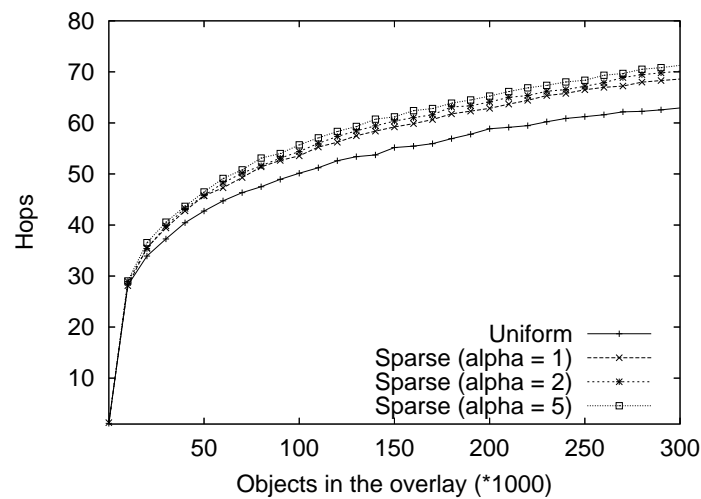 80
70
60
50
40
30
20
10
Hops
Uniform
Sparse (alpha = 1)
Sparse (alpha = 2)
Sparse (alpha = 5)
50 100 150 200 250 300
Objects in the overlay (*1000)